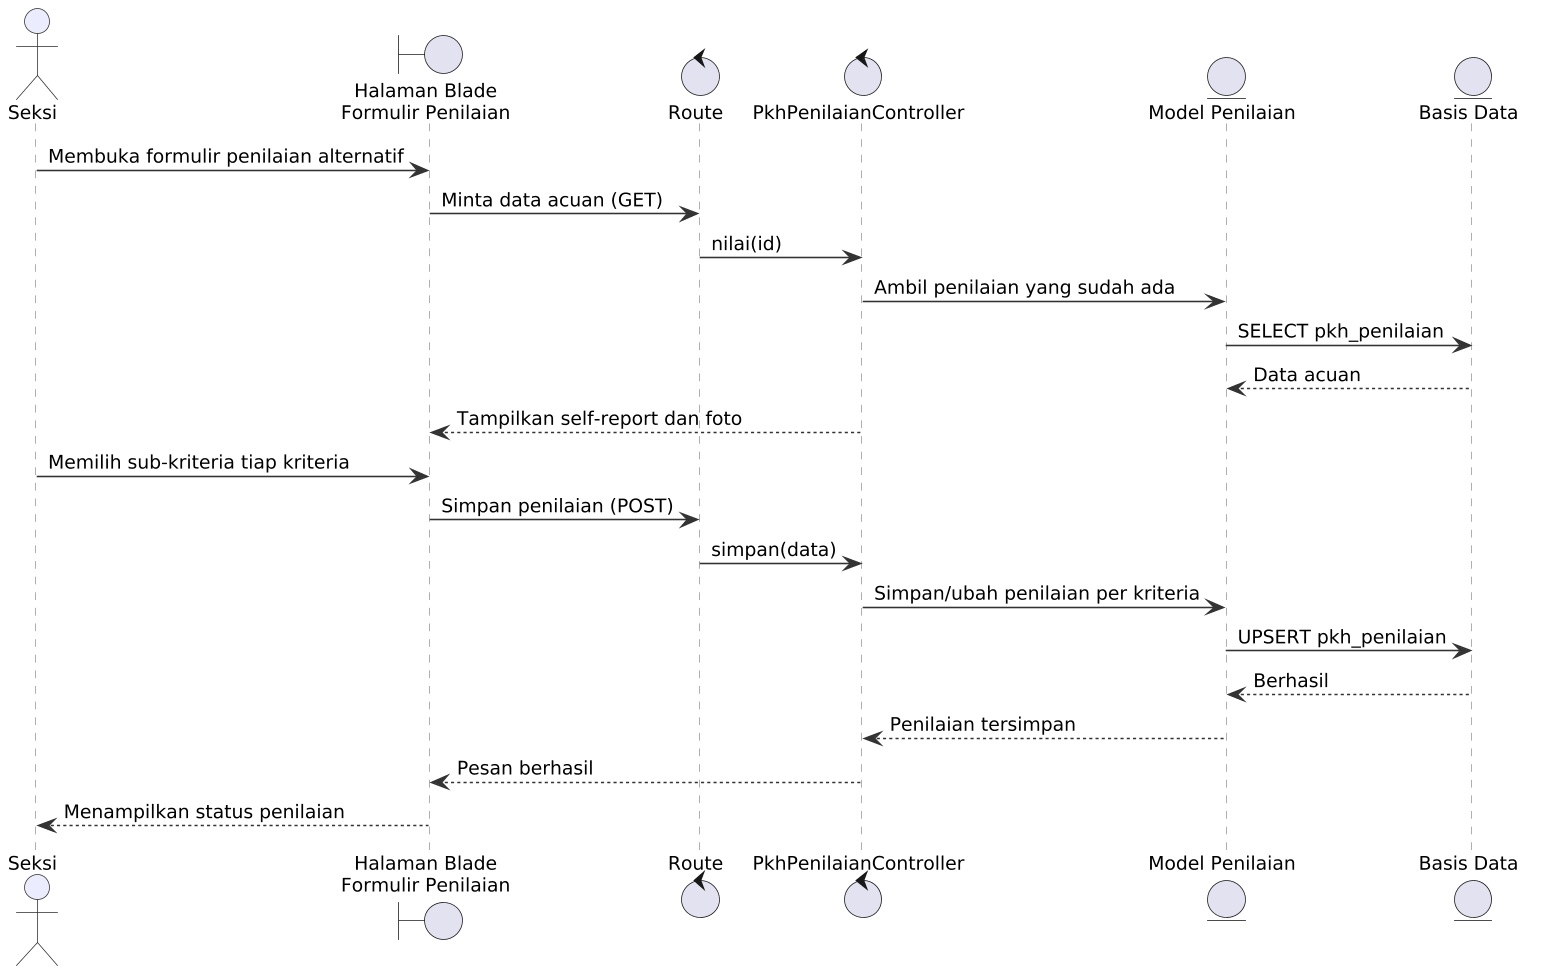 Seksi
Halaman Blade
Formulir Penilaian
Route
PkhPenilaianController
Model Penilaian
Basis Data
Membuka formulir penilaian alternatif
Minta data acuan (GET)
nilai(id)
Ambil penilaian yang sudah ada
SELECT pkh_penilaian
Data acuan
Tampilkan self-report dan foto
Memilih sub-kriteria tiap kriteria
Simpan penilaian (POST)
simpan(data)
Simpan/ubah penilaian per kriteria
UPSERT pkh_penilaian
Berhasil
Penilaian tersimpan
Pesan berhasil
Menampilkan status penilaian
Seksi
Halaman Blade
Formulir Penilaian
Route
PkhPenilaianController
Model Penilaian
Basis Data